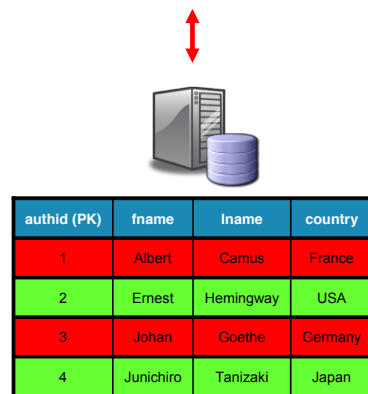 authid (PK) fname lname country
1 Albert Camus France
2 Ernest Hemingway USA
3 Johan Goethe Germany
4 Junichiro Tanizaki Japan